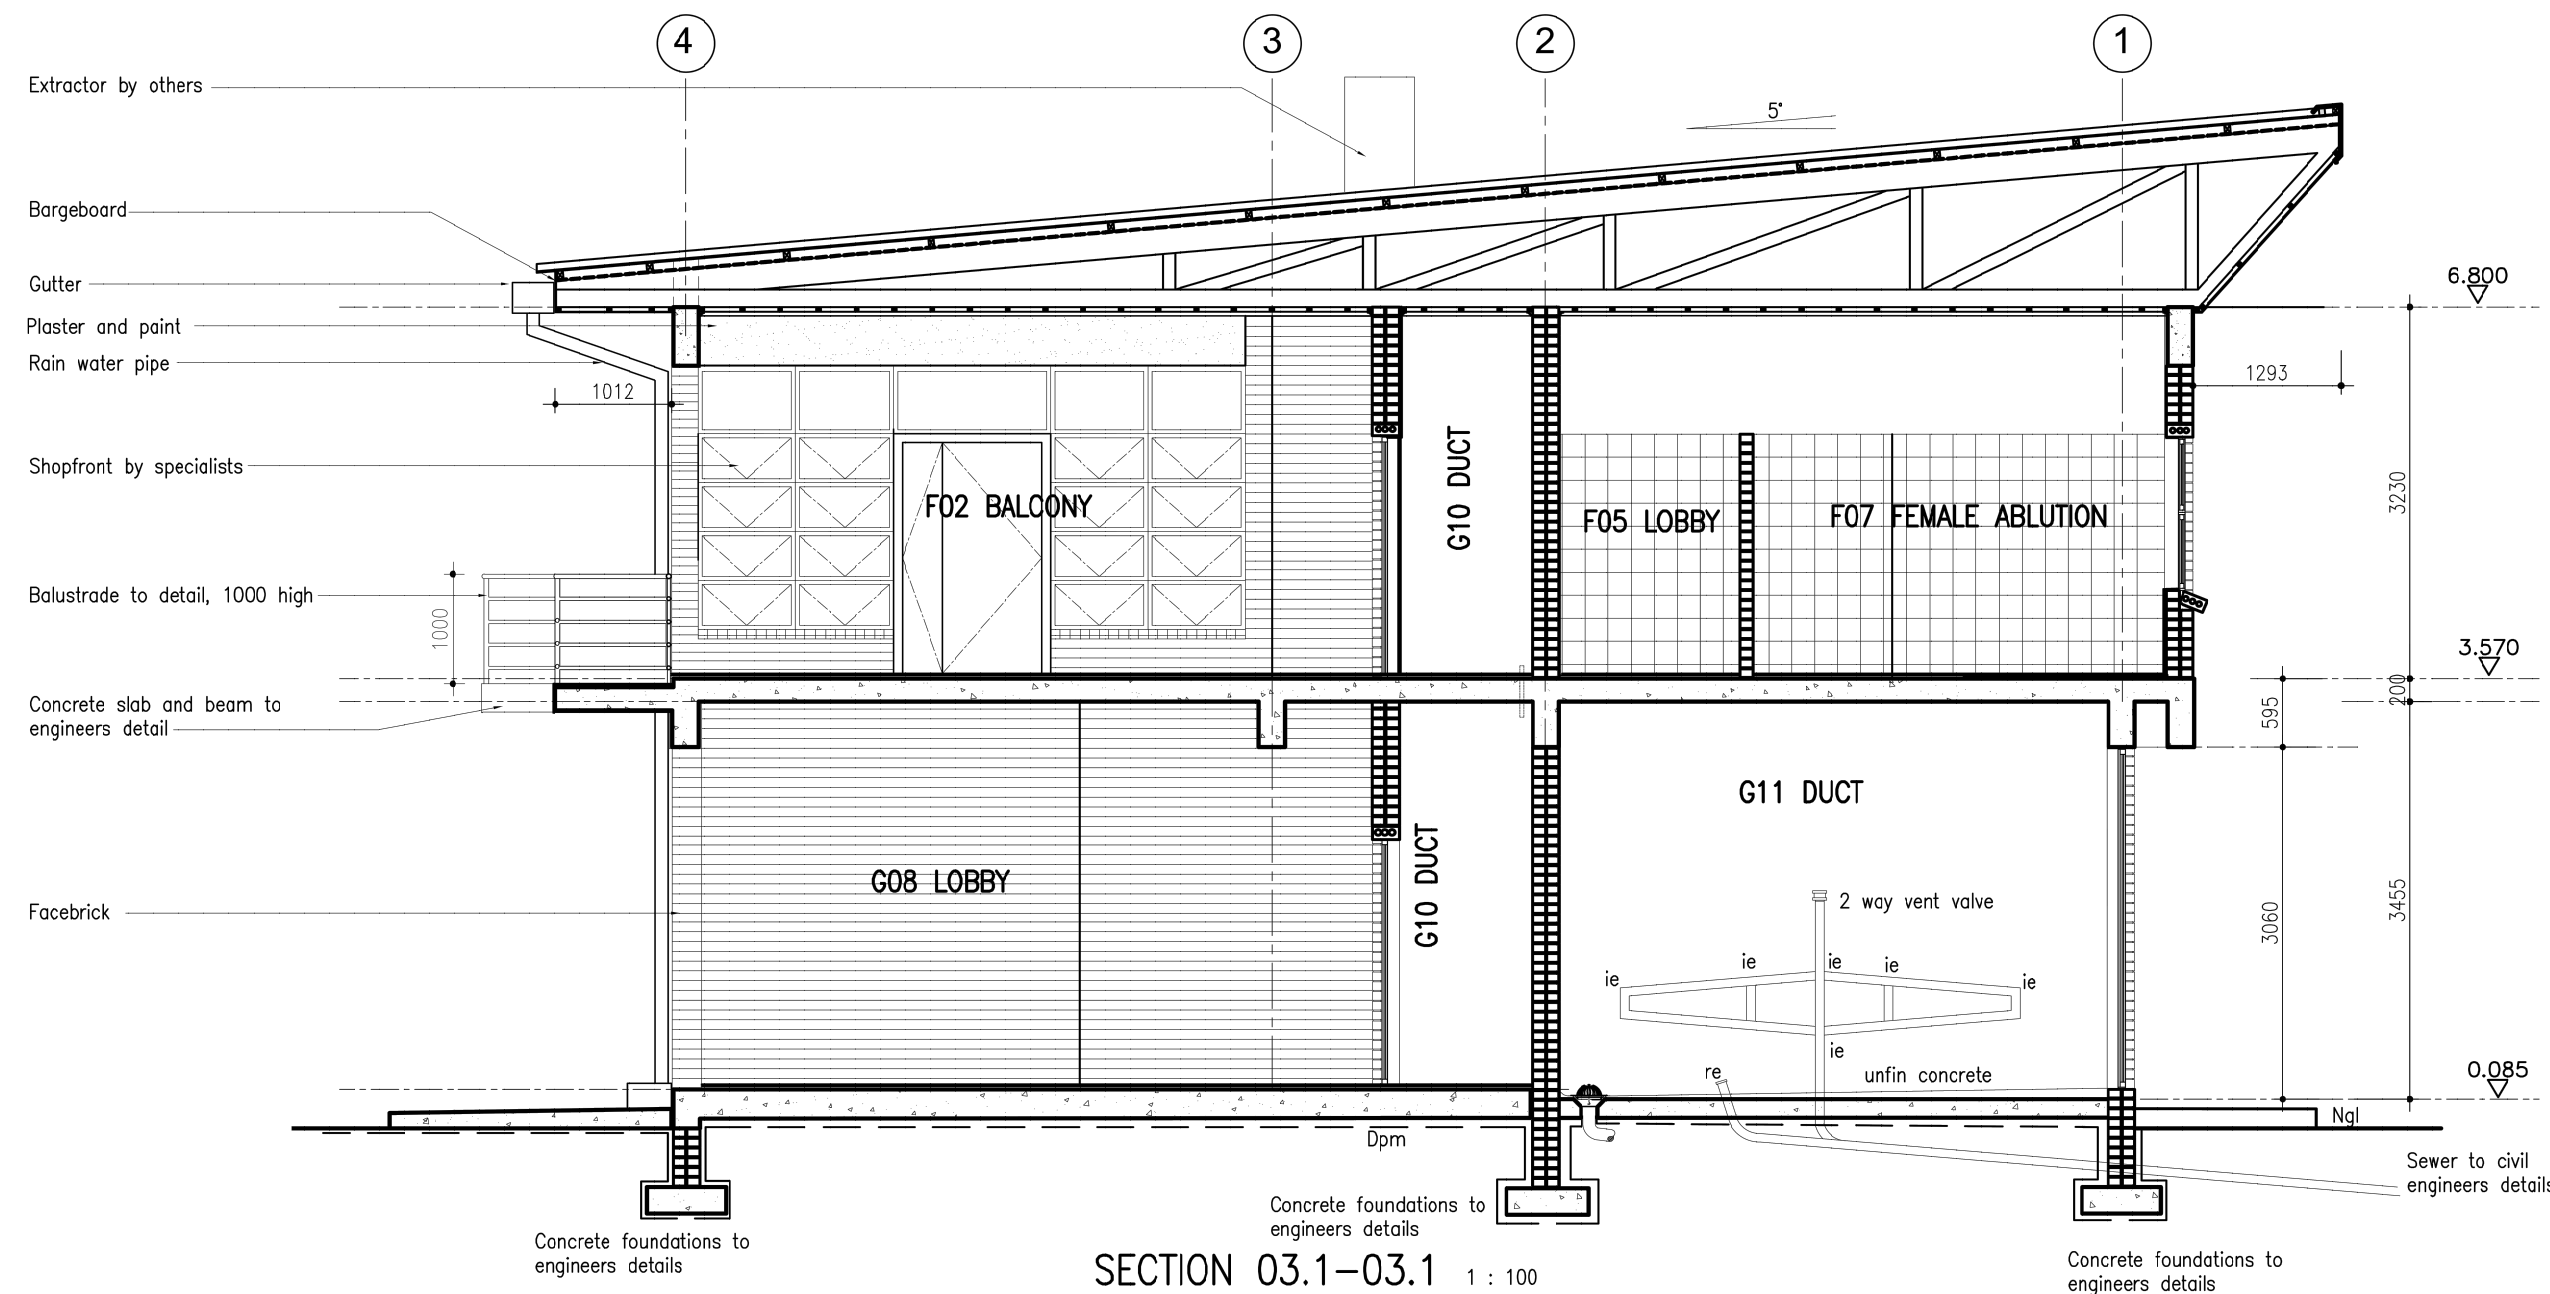 4
3
2
1
Extractor by others
5°
Bargeboard
Gutter
6.800
Plaster and paint
Rain water pipe
1012
1293
Shopfront by specialists
F02 BALCONY
G10 DUCT
F05 LOBBY
F07 FEMALE ABLUTION
3230
Balustrade to detail, 1000 high
1000
3.570
Concrete slab and beam to
engineers detail
200
595
G11 DUCT
G08 LOBBY
G10 DUCT
2 way vent valve
Facebrick
3060
3455
ie
ie
ie
ie
ie
ie
re
unfin concrete
0.085
Ngl
Dpm
Sewer to civil
engineers details
Concrete foundations to
engineers details
Concrete foundations to
engineers details
Concrete foundations to
engineers details
SECTION 03.1-03.1 1 : 100